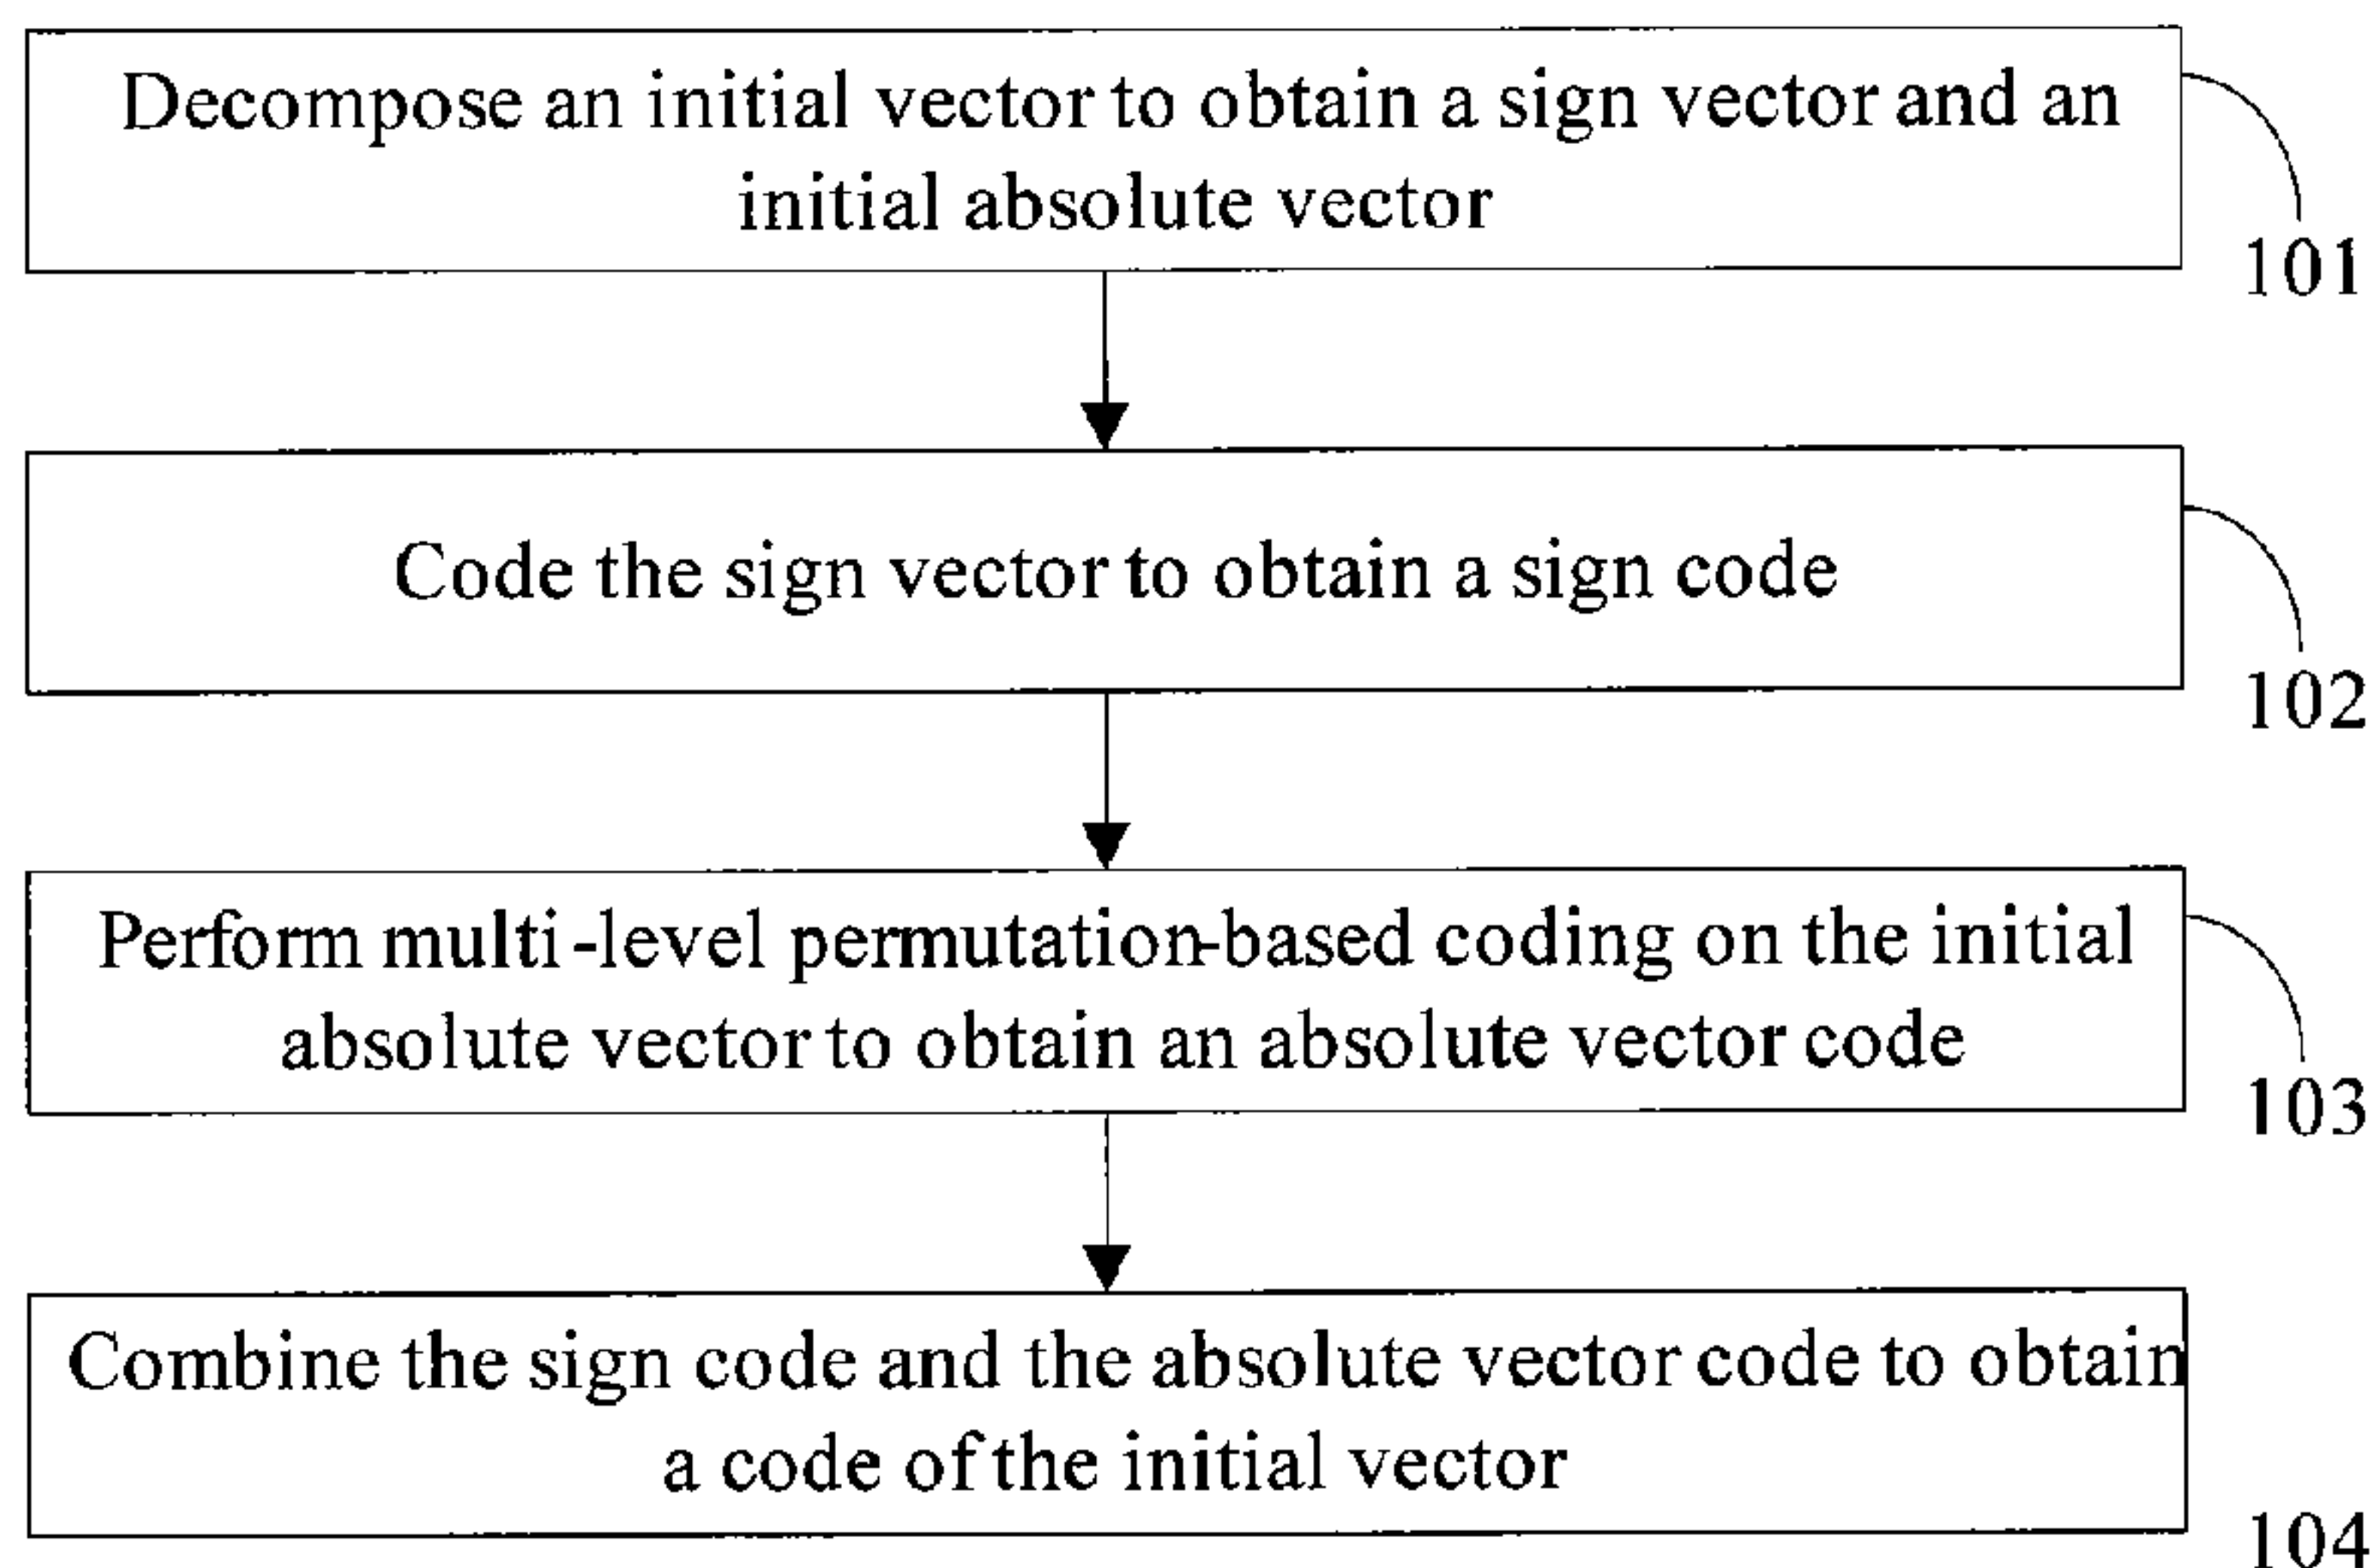 Decompose an initial vector to obtain a sign vector and an
initial absolute vector
101
Code the sign vector to obtain a sign code
102
Perform multi-level permutation-based coding on the initial
absolute vector to obtain an absolute vector code
103
Combine the sign code and the absolute vector code to obtain
a code of the initial vector
104